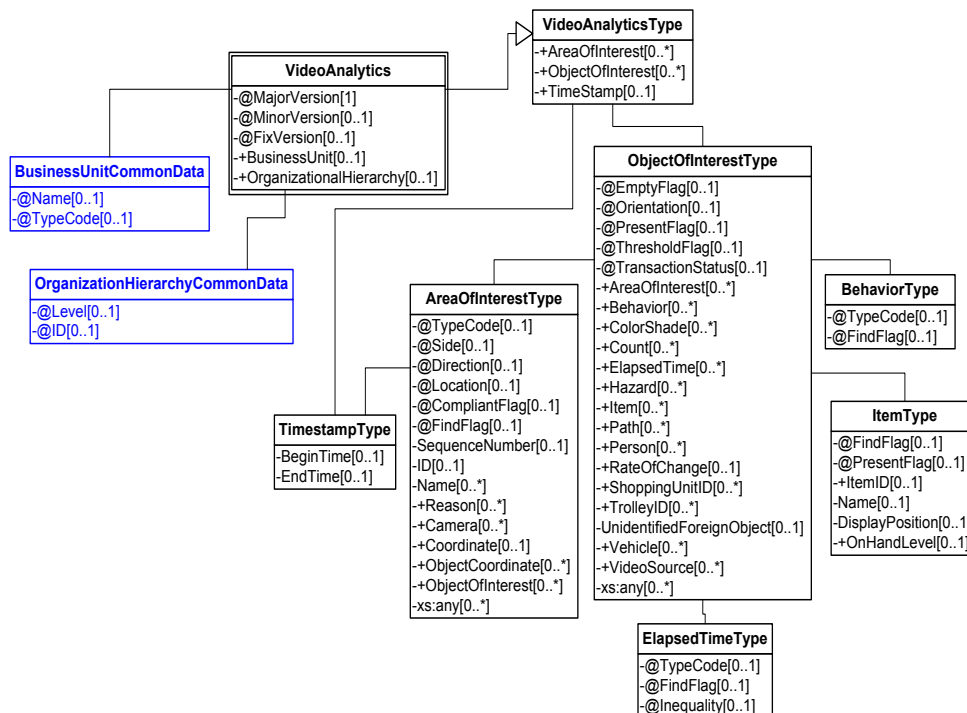 VideoAnalyticsType
-+AreaOfInterest[0..*]
-+ObjectOfInterest[0..*]
-+TimeStamp[0..1]
VideoAnalytics
-@MajorVersion[1]
-@MinorVersion[0..1]
-@FixVersion[0..1]
-+BusinessUnit[0..1]
-+OrganizationalHierarchy[0..1]
BusinessUnitCommonData
-@Name[0..1]
-@TypeCode[0..1]
OrganizationHierarchyCommonData
-@Level[0..1]
-@ID[0..1]
ObjectOfInterestType
-@EmptyFlag[0..1]
-@Orientation[0..1]
-@PresentFlag[0..1]
-@ThresholdFlag[0..1]
-@TransactionStatus[0..1]
-+AreaOfInterest[0..*]
-+Behavior[0..*]
-+ColorShade[0..*]
-+Count[0..*]
-+ElapsedTime[0..*]
-+Hazard[0..*]
-+Item[0..*]
-+Path[0..*]
-+Person[0..*]
-+RateOfChange[0..1]
-+ShoppingUnitID[0..*]
-+TrolleyID[0..*]
-UnidentifiedForeignObject[0..1]
-+Vehicle[0..*]
-+VideoSource[0..*]
-xs:any[0..*]
AreaOfInterestType
-@TypeCode[0..1]
-@Side[0..1]
-@Direction[0..1]
-@Location[0..1]
-@CompliantFlag[0..1]
-@FindFlag[0..1]
-SequenceNumber[0..1]
-ID[0..1]
-Name[0..*]
-+Reason[0..*]
-+Camera[0..*]
-+Coordinate[0..1]
-+ObjectCoordinate[0..*]
-+ObjectOfInterest[0..*]
-xs:any[0..*]
BehaviorType
-@TypeCode[0..1]
-@FindFlag[0..1]
TimestampType
-BeginTime[0..1]
-EndTime[0..1]
ItemType
-@FindFlag[0..1]
-@PresentFlag[0..1]
-+ItemID[0..1]
-Name[0..1]
-DisplayPosition[0..1]
-+OnHandLevel[0..1]
ElapsedTimeType
-@TypeCode[0..1]
-@FindFlag[0..1]
-@Inequality[0..1]